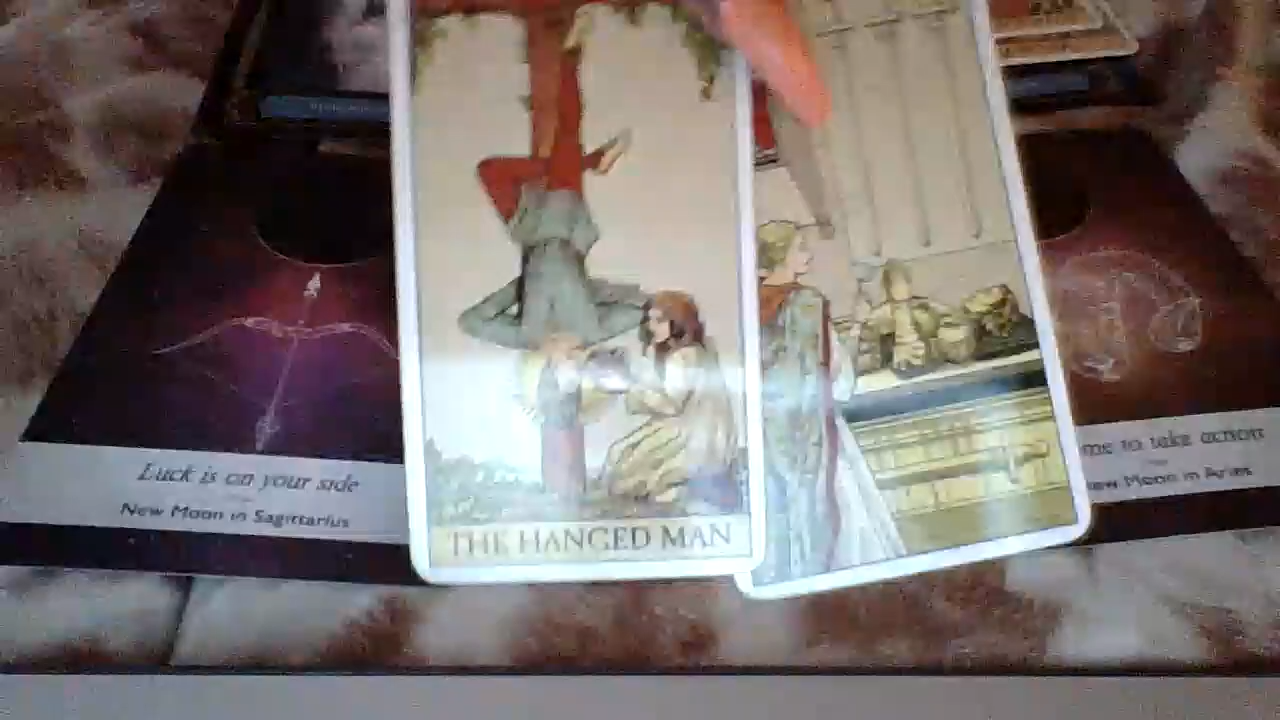 THE HANGED MAN
Luck is on your side
New Moon in Sagittarius
me to take action
ew Moon in Aries